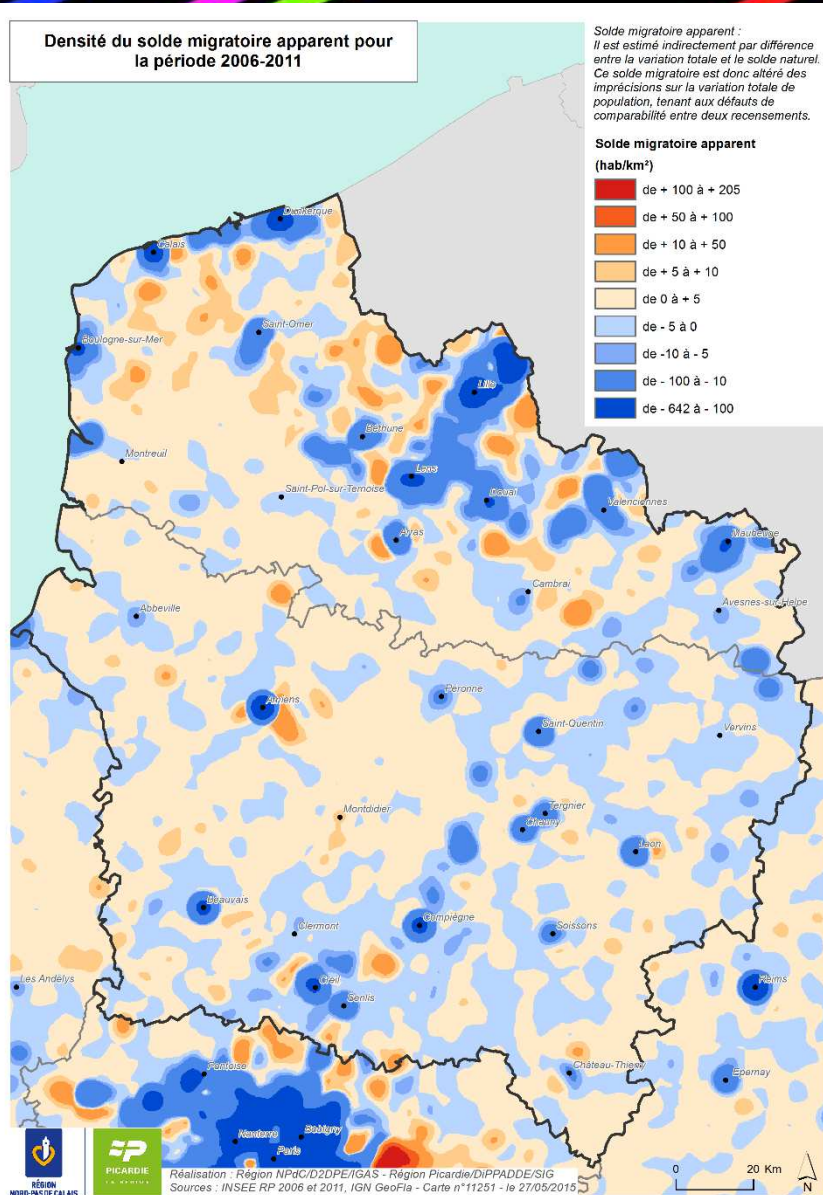 Densité du solde migratoire apparent pour
la période 2006-2011
Solde migratoire apparent :
Il est estimé indirectement par différence
entre la variation totale et le solde naturel.
Ce solde migratoire est donc altéré des
imprécisions sur la variation totale de
population, tenant aux défauts de
comparabilité entre deux recensements.
Solde migratoire apparent
(hab/km²)
de + 100 à + 205
de + 50 à + 100
de + 10 à + 50
de + 5 à + 10
de 0 à + 5
de - 5 à 0
de -10 à - 5
de - 100 à - 10
de - 642 à - 100
Dunkerque
Calais
Saint-Omer
Boulogne-sur-Mer
Lille
Béthune
Montreuil
Lens
Saint-Pol-sur-Ternoise
Douai
Valenciennes
Arras
Maubeuge
Cambrai
Abbeville
Avesnes-sur-Helpe
Péronne
Amiens
Saint-Quentin
Vervins
Montdidier
Tergnier
Chauny
Laon
Beauvais
Compiègne
Clermont
Soissons
Les Andelys
Creil
Reims
Senlis
Pontoise
Château-Thierry
Epernay
Nanterre
Bobigny
Paris
RÉGION
NORD-PAS DE CALAIS
PICARDIE
LA RÉGION
Réalisation : Région NPdC/D2DPE/IGAS - Région Picardie/DiPPADDE/SIG
Sources : INSEE RP 2006 et 2011, IGN GeoFla - Carte n°11251 - le 27/05/2015
0 20 Km
N